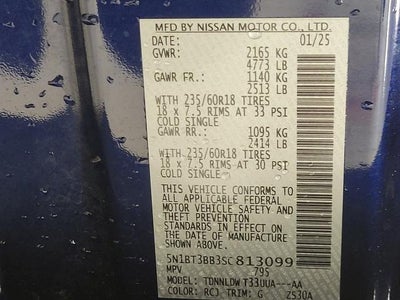 MFD BY NISSAN MOTOR CO., LTD.
DATE: 01/25
GVWR: 2165 KG
4773 LB
GAWR FR.: 1140 KG
2513 LB
WITH 235/60R18 TIRES
18 x 7.5 RIMS AT 33 PSI
COLD SINGLE
GAWR RR.: 1095 KG
2414 LB
WITH 235/60R18 TIRES
18 x 7.5 RIMS AT 30 PSI
COLD SINGLE
THIS VEHICLE CONFORMS TO
ALL APPLICABLE FEDERAL
MOTOR VEHICLE SAFETY AND
THEFT PREVENTION
STANDARDS IN EFFECT ON
THE DATE OF MANUFACTURE
SHOWN ABOVE.
5N1BT3BB3SC813099
MPV 795
MODEL: TDNNLDW T33UUA---AA
COLOR: RCJ TRIM: G S530A